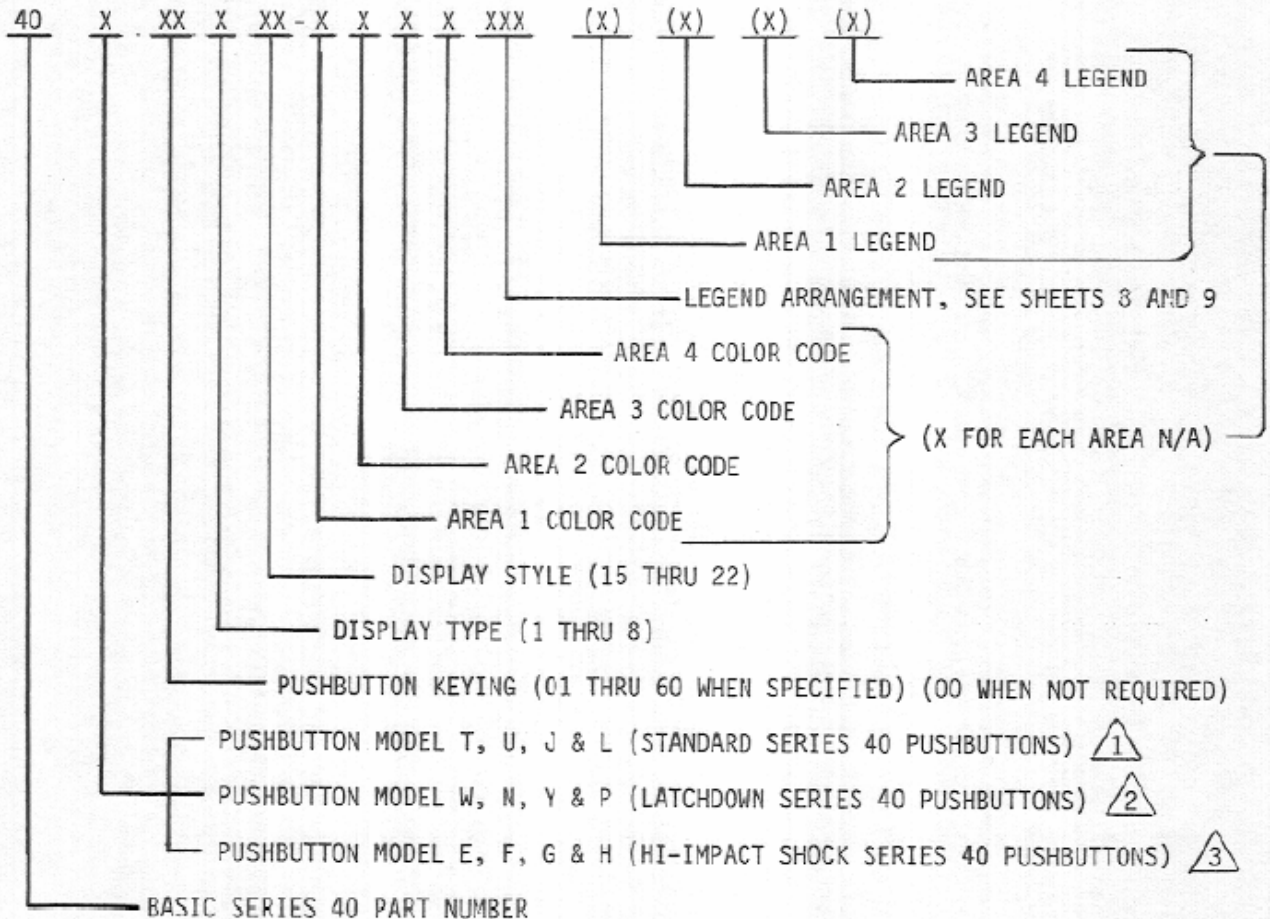 40 X XX X XX - X X X X XXX (X) (X) (X) (X)
AREA 4 LEGEND
AREA 3 LEGEND
AREA 2 LEGEND
AREA 1 LEGEND
LEGEND ARRANGEMENT, SEE SHEETS 8 AND 9
AREA 4 COLOR CODE
AREA 3 COLOR CODE
(X FOR EACH AREA N/A)
AREA 2 COLOR CODE
AREA 1 COLOR CODE
DISPLAY STYLE (15 THRU 22)
DISPLAY TYPE (1 THRU 8)
PUSHBUTTON KEYING (01 THRU 60 WHEN SPECIFIED) (00 WHEN NOT REQUIRED)
PUSHBUTTON MODEL T, U, J & L (STANDARD SERIES 40 PUSHBUTTONS) 1
PUSHBUTTON MODEL W, N, Y & P (LATCHDOWN SERIES 40 PUSHBUTTONS) 2
PUSHBUTTON MODEL E, F, G & H (HI-IMPACT SHOCK SERIES 40 PUSHBUTTONS) 3
BASIC SERIES 40 PART NUMBER